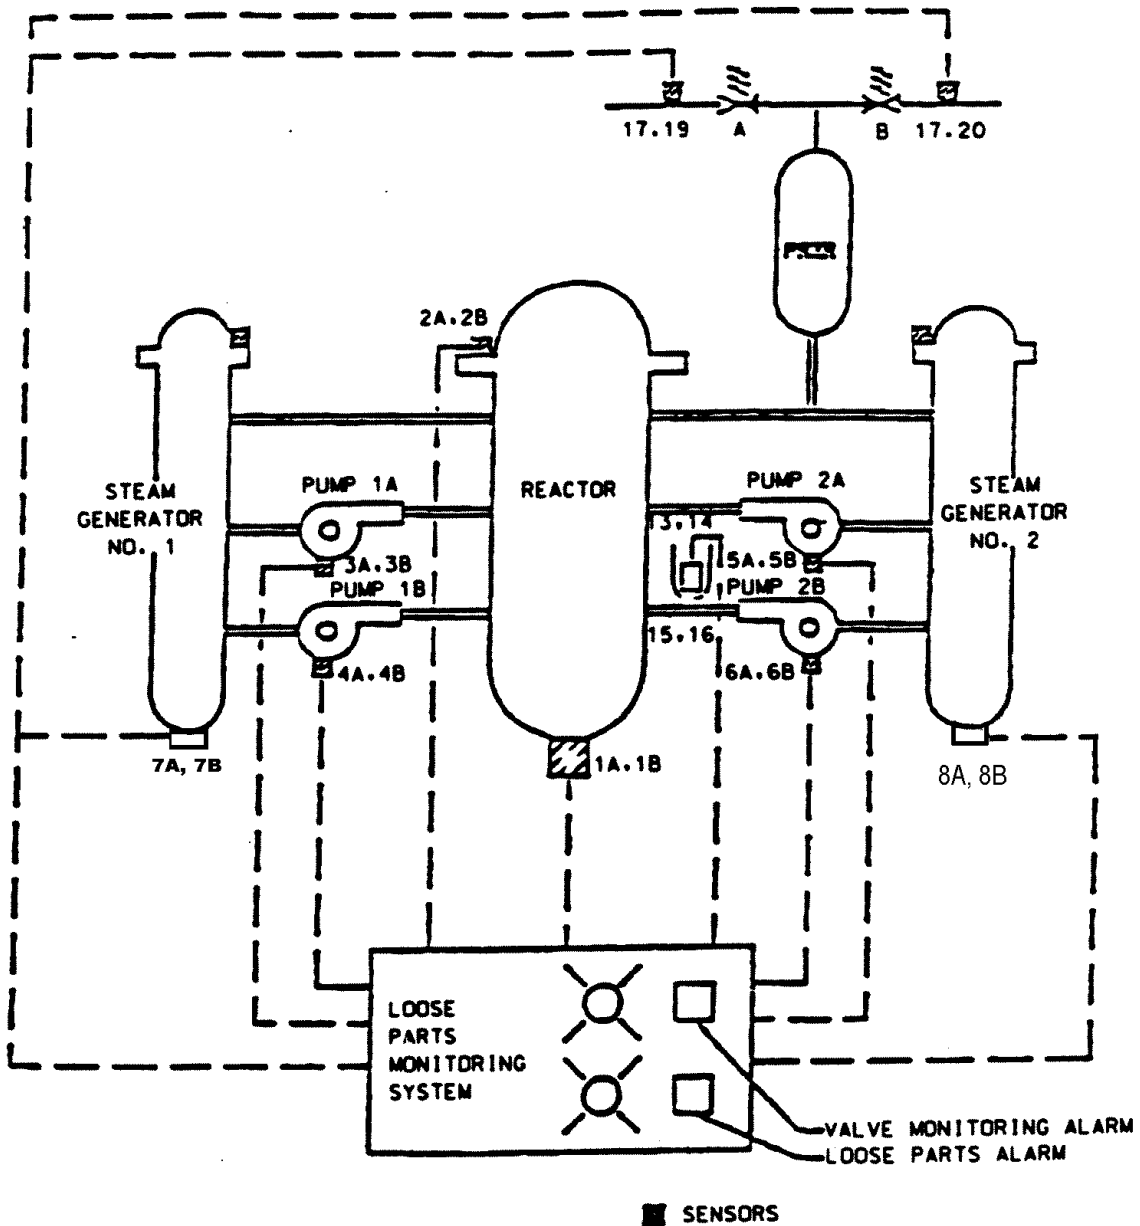 17.19
A
B
17.20
2A.2B
STEAM
GENERATOR
NO. 1
PUMP 1A
REACTOR
PUMP 2A
STEAM
GENERATOR
NO. 2
13.14
3A.3B
5A.5B
PUMP 1B
PUMP 2B
15.16
4A.4B
6A.6B
7A, 7B
1A.1B
8A, 8B
LOOSE
PARTS
MONITORING
SYSTEM
VALVE MONITORING ALARM
LOOSE PARTS ALARM
SENSORS